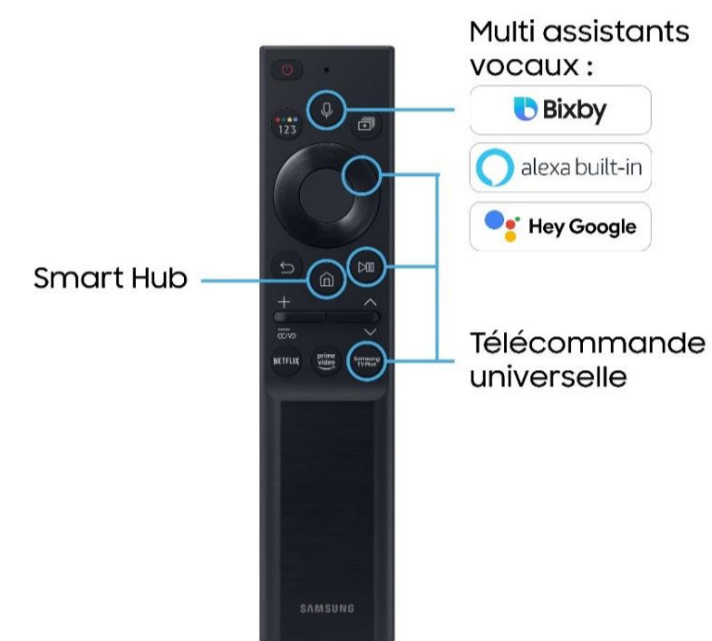 Multi assistants
vocaux :
Bixby
alexa built-in
Hey Google
123
Smart Hub
CC/VD
NETFLIX
prime
video
Samsung
TV Plus
Télécommande
universelle
SAMSUNG